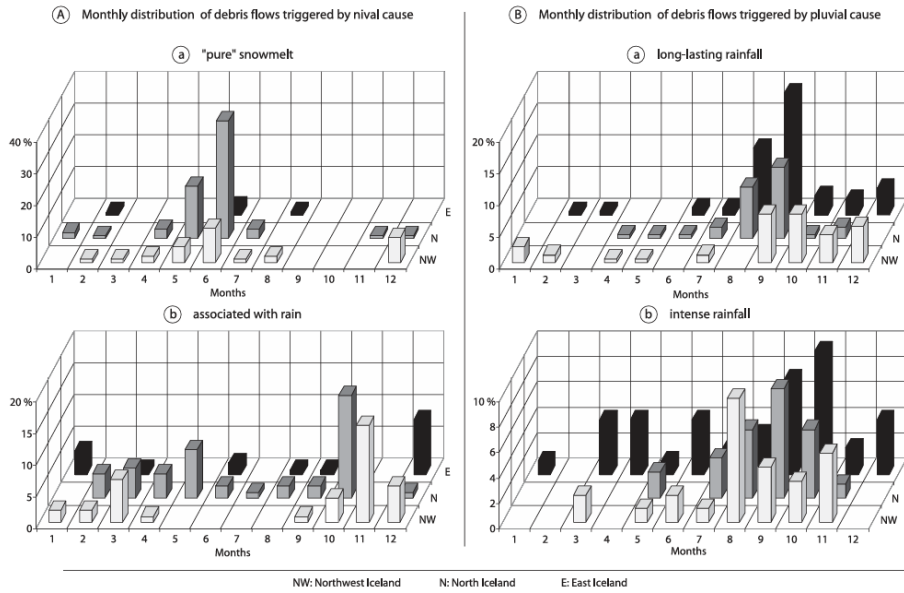 A Monthly distribution of debris flows triggered by nival cause
a "pure" snowmelt
40 %
30
20
10
0
E
N
NW
1 2 3 4 5 6 7 8 9 10 11 12
Months
b associated with rain
20 %
15
10
5
0
E
N
NW
1 2 3 4 5 6 7 8 9 10 11 12
Months
B Monthly distribution of debris flows triggered by pluvial cause
a long-lasting rainfall
20 %
15
10
5
0
E
N
NW
1 2 3 4 5 6 7 8 9 10 11 12
Months
b intense rainfall
10 %
8
6
4
2
0
E
N
NW
1 2 3 4 5 6 7 8 9 10 11 12
Months
NW: Northwest Iceland N: North Iceland E: East Iceland